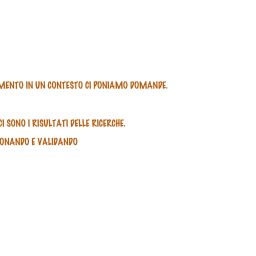 MENTO IN UN CONTESTO CI PONIAMO DOMANDE.
CI SONO I RISULTATI DELLE RICERCHE.
ONANDO E VALIDANDO